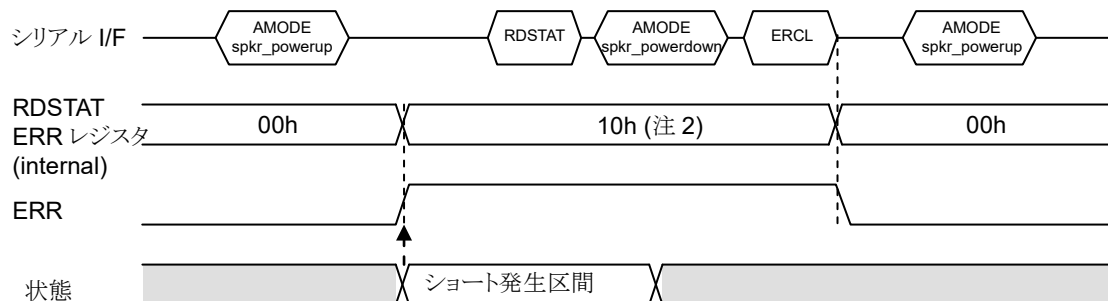 シリアル I/F
AMODE
spkr_powerup
RDSTAT
AMODE
spkr_powerdown
ERCL
AMODE
spkr_powerup
RDSTAT
ERR レジスタ
(internal)
00h
10h (注 2)
00h
ERR
状態
ショート発生区間